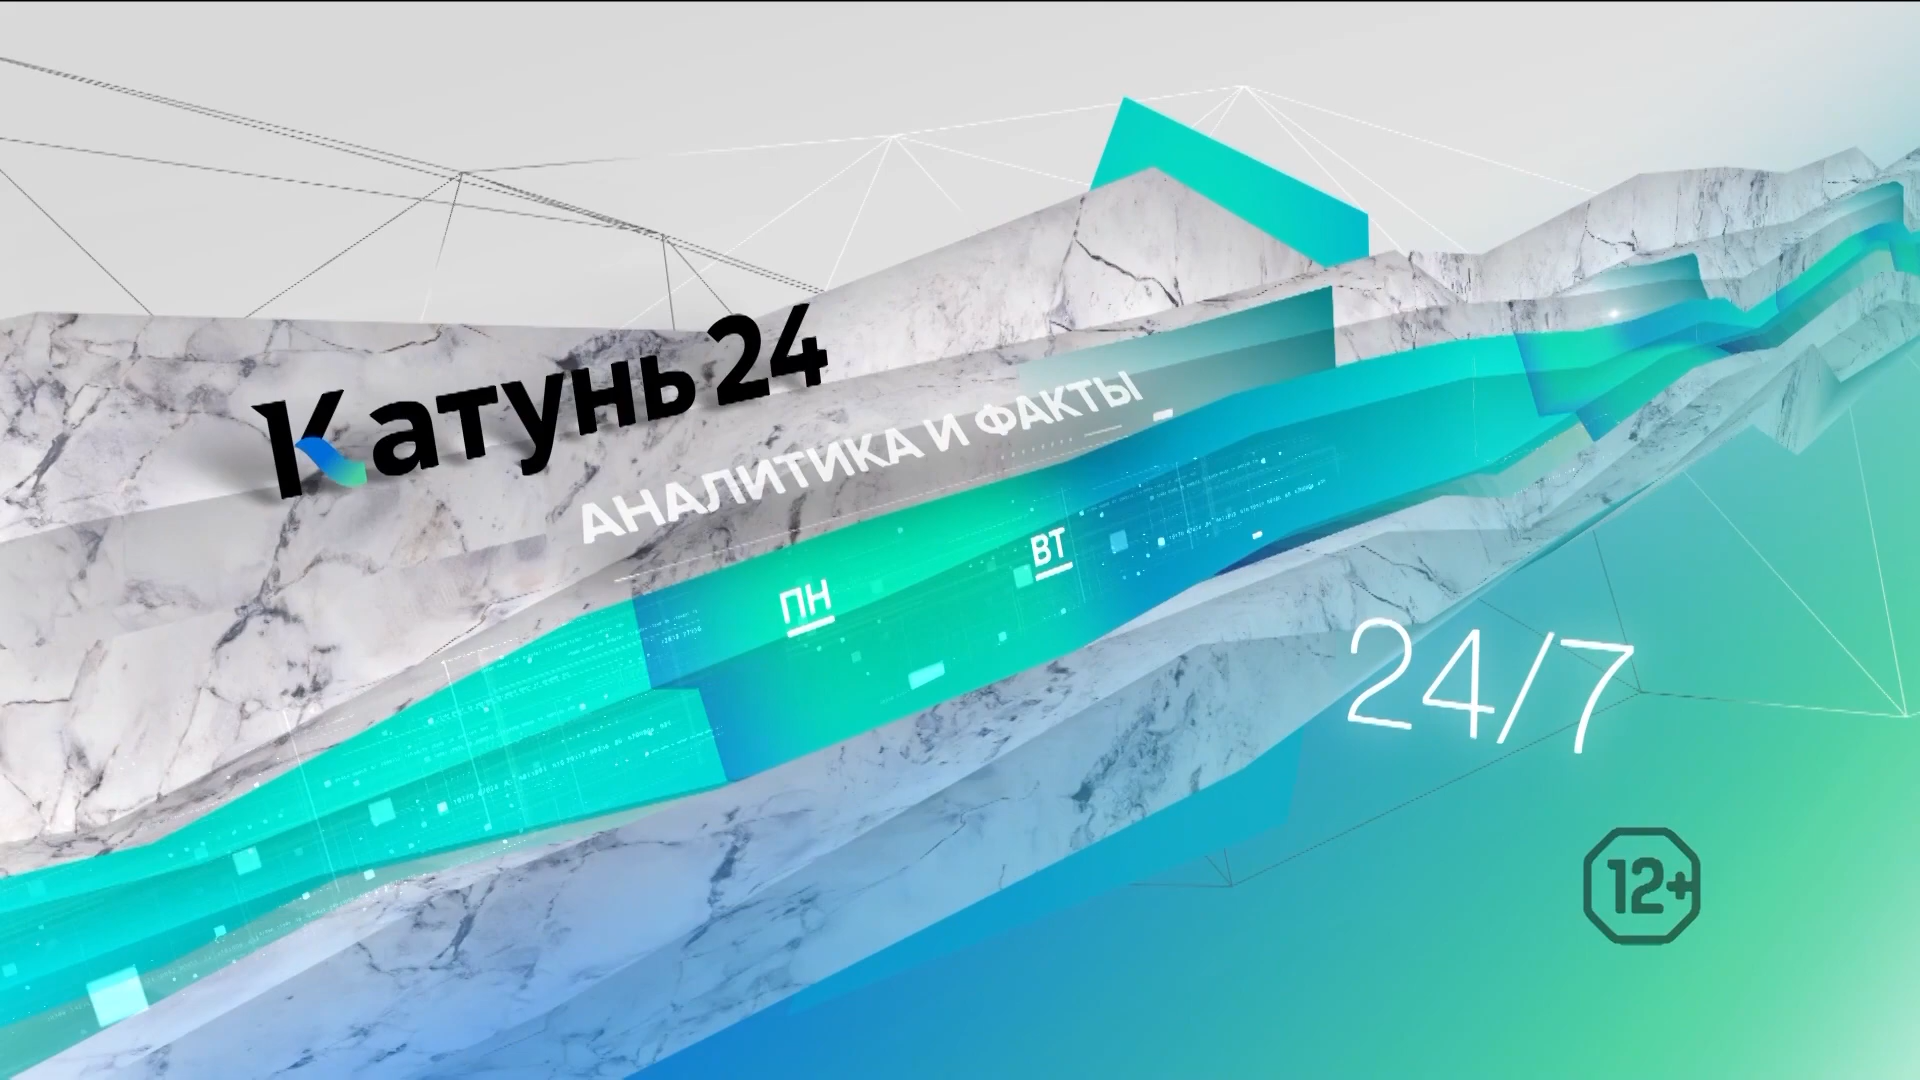 Катунь 24
АНАЛИТИКА И ФАКТЫ
ПН
ВТ
24/7
12+